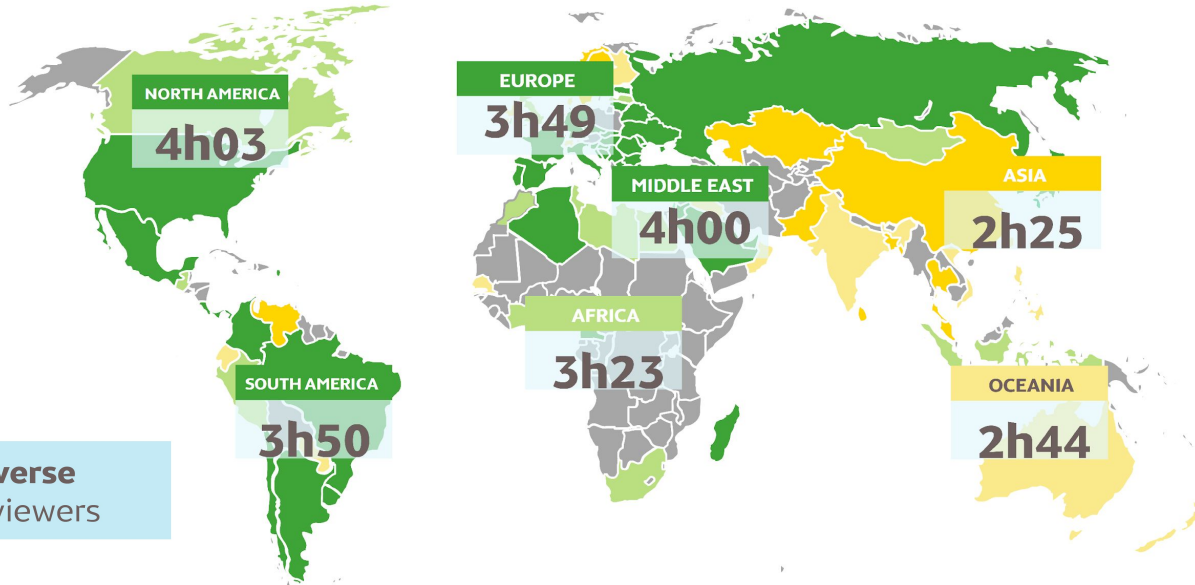 NORTH AMERICA
4h03
EUROPE
3h49
MIDDLE EAST
4h00
ASIA
2h25
AFRICA
3h23
SOUTH AMERICA
3h50
OCEANIA
2h44
verse
viewers